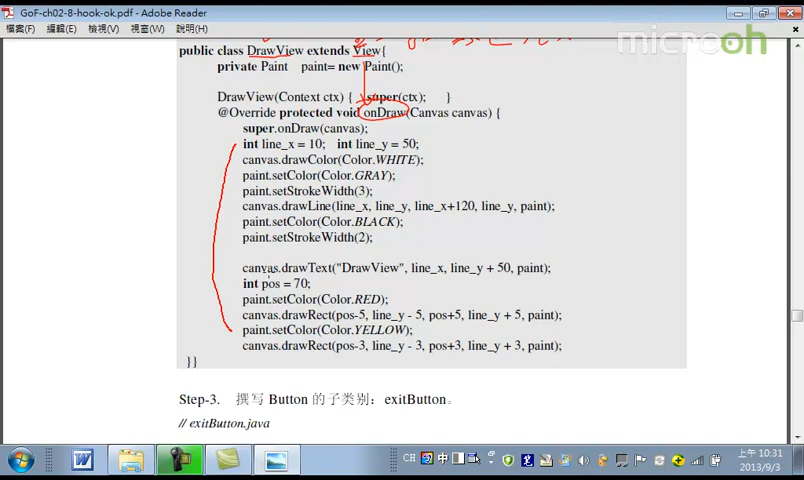 GoF-ch02-8-hook-ok.pdf - Adobe Reader
檔案(F) 編輯(E) 檢視(V) 視窗(W) 說明(H)
microoh
public class DrawView extends View{
private Paint paint= new Paint();
DrawView(Context ctx) { super(ctx); }
@Override protected void onDraw(Canvas canvas) {
super.onDraw(canvas);
int line_x = 10; int line_y = 50;
canvas.drawColor(Color.WHITE);
paint.setColor(Color.GRAY);
paint.setStrokeWidth(3);
canvas.drawLine(line_x, line_y, line_x+120, line_y, paint);
paint.setColor(Color.BLACK);
paint.setStrokeWidth(2);
canvas.drawText("DrawView", line_x, line_y + 50, paint);
int pos = 70;
paint.setColor(Color.RED);
canvas.drawRect(pos-5, line_y - 5, pos+5, line_y + 5, paint);
paint.setColor(Color.YELLOW);
canvas.drawRect(pos-3, line_y - 3, pos+3, line_y + 3, paint);
}}
Step-3. 撰写 Button 的子类别：exitButton。
// exitButton.java
CH 中
上午 10:31
2013/9/3